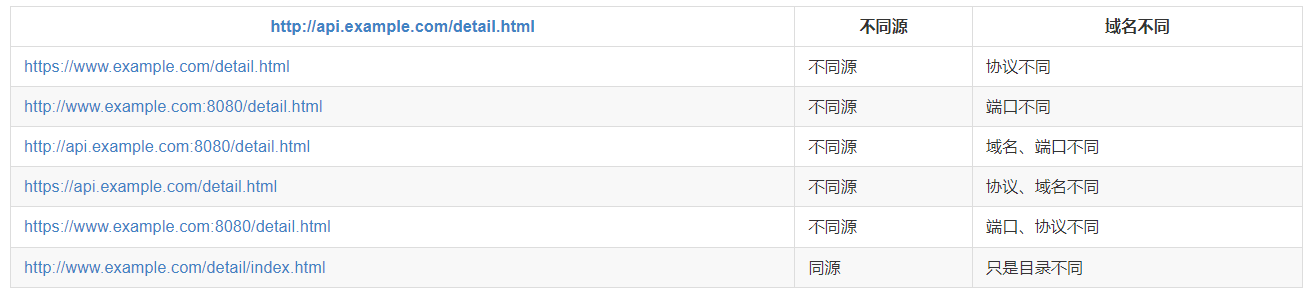 http://api.example.com/detail.html 不同源 域名不同
https://www.example.com/detail.html 不同源 协议不同
http://www.example.com:8080/detail.html 不同源 端口不同
http://api.example.com:8080/detail.html 不同源 域名、端口不同
https://api.example.com/detail.html 不同源 协议、域名不同
https://www.example.com:8080/detail.html 不同源 端口、协议不同
http://www.example.com/detail/index.html 同源 只是目录不同